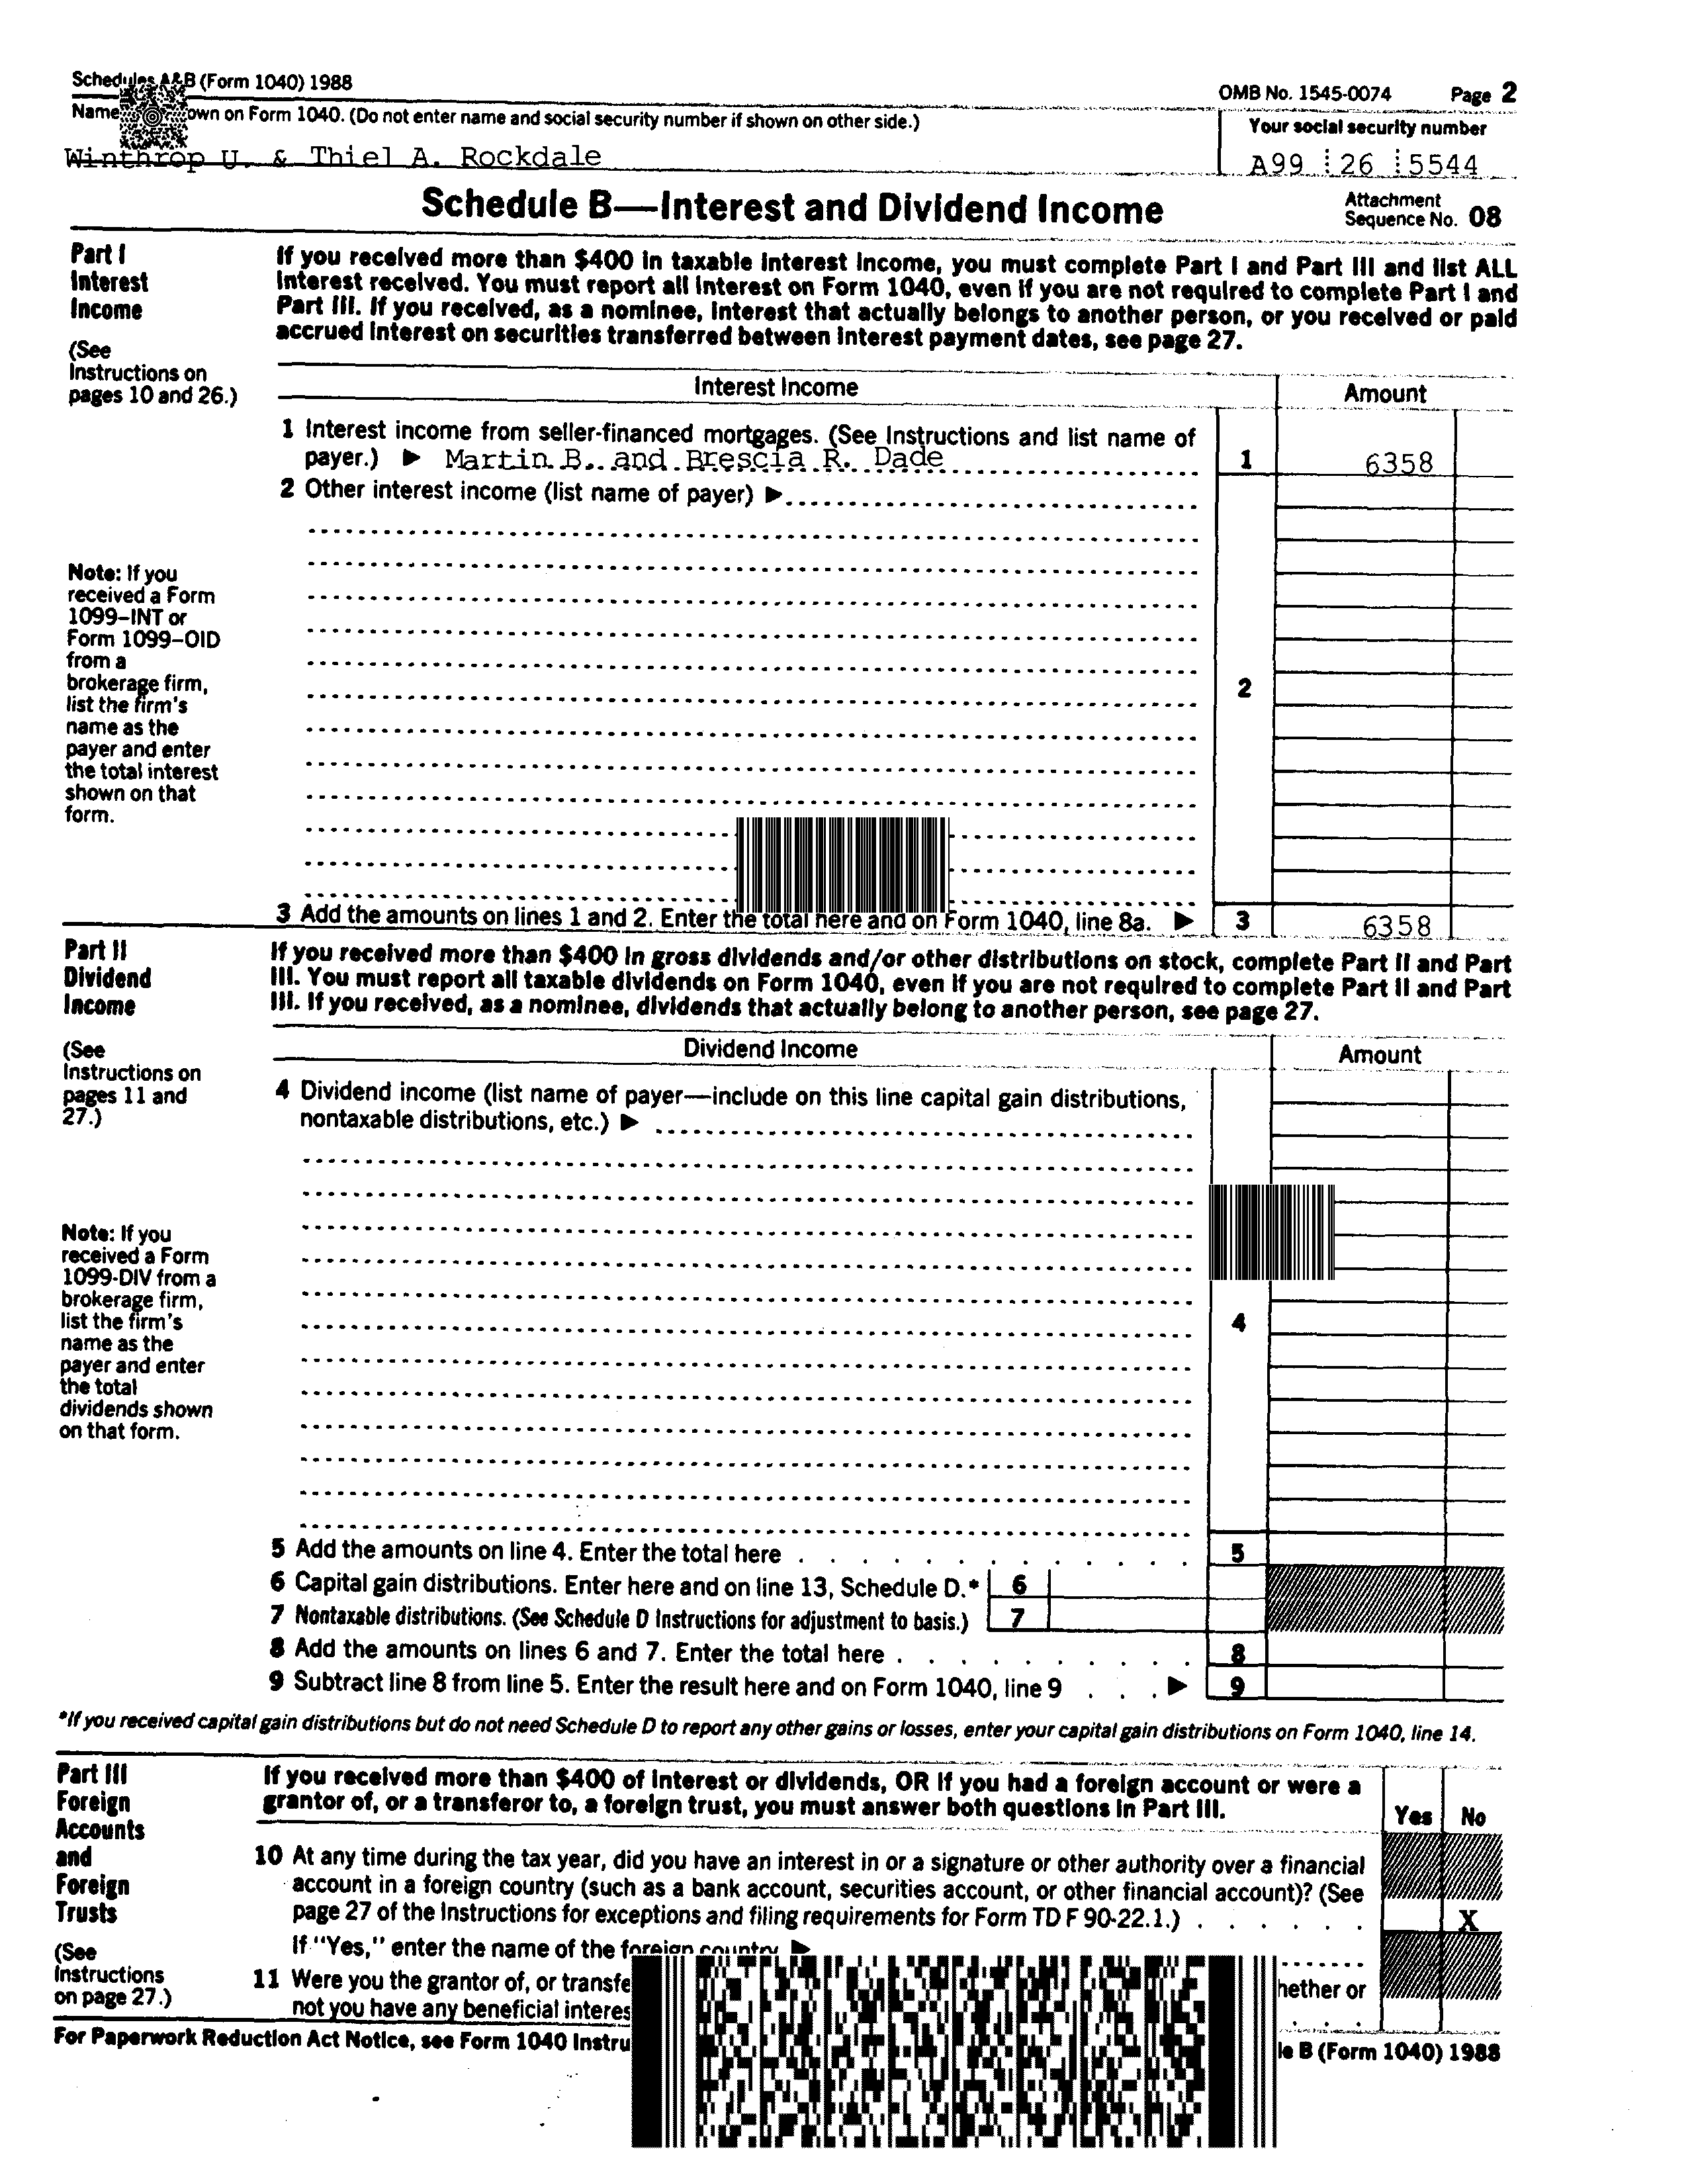 Schedules A&B (Form 1040) 1988
OMB No. 1545-0074 Page 2
Name own on Form 1040. (Do not enter name and social security number if shown on other side.)
Your social security number
Winthrop U. & Thiel A. Rockdale
A99 26 5544
Schedule B—Interest and Dividend Income
Attachment
Sequence No. 08
Part I
Interest
Income
(See
Instructions on
pages 10 and 26.)
If you received more than $400 in taxable interest income, you must complete Part I and Part III and list ALL
interest received. You must report all interest on Form 1040, even if you are not required to complete Part I and
Part III. If you received, as a nominee, interest that actually belongs to another person, or you received or paid
accrued interest on securities transferred between interest payment dates, see page 27.
Interest Income Amount
1 Interest income from seller-financed mortgages. (See Instructions and list name of
payer.) ▶ Martin B. and Brescia R. Dade 1 6358
2 Other interest income (list name of payer) ▶
Note: If you
received a Form
1099–INT or
Form 1099–OID
from a
brokerage firm,
list the firm's
name as the
payer and enter
the total interest
shown on that
form.
2
3 Add the amounts on lines 1 and 2. Enter the total here and on Form 1040, line 8a. ▶ 3 6358
Part II
Dividend
Income
(See
Instructions on
pages 11 and
27.)
If you received more than $400 in gross dividends and/or other distributions on stock, complete Part II and Part
III. You must report all taxable dividends on Form 1040, even if you are not required to complete Part II and Part
III. If you received, as a nominee, dividends that actually belong to another person, see page 27.
Dividend Income Amount
4 Dividend income (list name of payer—include on this line capital gain distributions,
nontaxable distributions, etc.) ▶
Note: If you
received a Form
1099-DIV from a
brokerage firm,
list the firm's
name as the
payer and enter
the total
dividends shown
on that form.
4
5 Add the amounts on line 4. Enter the total here . . . . . . . . . . . . . 5
6 Capital gain distributions. Enter here and on line 13, Schedule D.* 6
7 Nontaxable distributions. (See Schedule D Instructions for adjustment to basis.) 7
8 Add the amounts on lines 6 and 7. Enter the total here . . . . . . . . . . 8
9 Subtract line 8 from line 5. Enter the result here and on Form 1040, line 9 . . . ▶ 9
*If you received capital gain distributions but do not need Schedule D to report any other gains or losses, enter your capital gain distributions on Form 1040, line 14.
Part III
Foreign
Accounts
and
Foreign
Trusts
(See
Instructions
on page 27.)
If you received more than $400 of interest or dividends, OR if you had a foreign account or were a
grantor of, or a transferor to, a foreign trust, you must answer both questions in Part III.
Yes No
10 At any time during the tax year, did you have an interest in or a signature or other authority over a financial
account in a foreign country (such as a bank account, securities account, or other financial account)? (See
page 27 of the Instructions for exceptions and filing requirements for Form TD F 90-22.1.) . . . . . . X
If "Yes," enter the name of the foreign country ▶
11 Were you the grantor of, or transfe hether or
not you have any beneficial interes . . .
For Paperwork Reduction Act Notice, see Form 1040 Instru le B (Form 1040) 1988